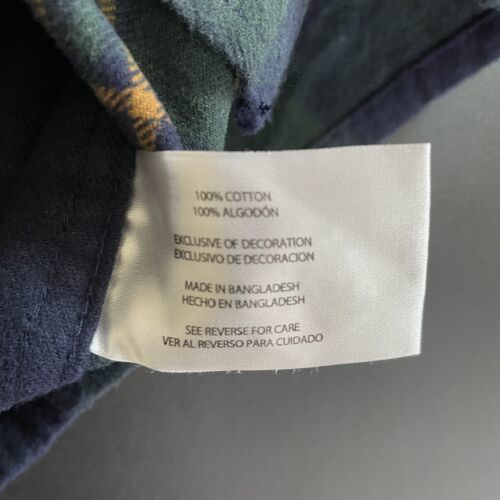 100% COTTON
100% ALGODÓN
EXCLUSIVE OF DECORATION
EXCLUSIVO DE DECORACION
MADE IN BANGLADESH
HECHO EN BANGLADESH
SEE REVERSE FOR CARE
VER AL REVERSO PARA CUIDADO